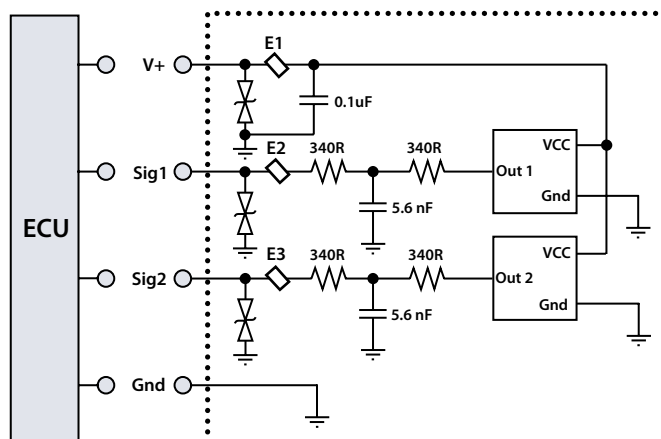 E1
V+
0.1uF
E2
340R
340R
VCC
Sig1
Out 1
5.6 nF
Gnd
ECU
E3
340R
340R
VCC
Sig2
Out 2
5.6 nF
Gnd
Gnd